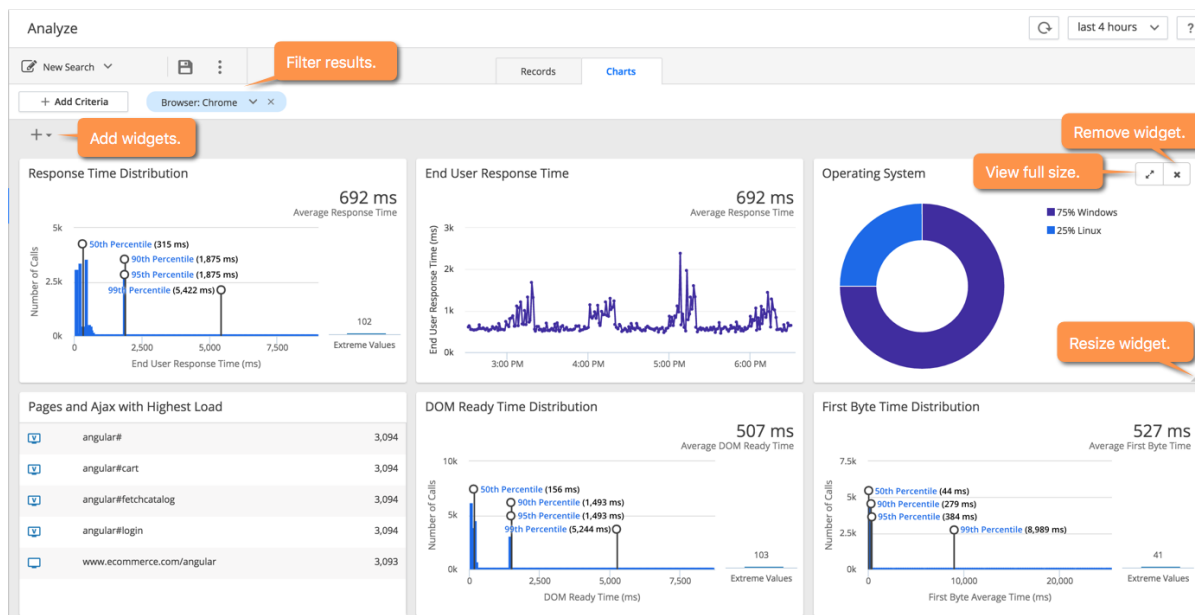 Analyze
last 4 hours
?
New Search
Filter results.
Records
Charts
+ Add Criteria
Browser: Chrome
Add widgets.
Remove widget.
View full size.
Response Time Distribution
692 ms
Average Response Time
5k
2.5k
0k
Number of Calls
50th Percentile (315 ms)
90th Percentile (1,875 ms)
95th Percentile (1,875 ms)
99th Percentile (5,422 ms)
0
2,500
5,000
7,500
End User Response Time (ms)
102
Extreme Values
End User Response Time
692 ms
Average Response Time
3k
2k
1k
0k
End User Response Time (ms)
3:00 PM
4:00 PM
5:00 PM
6:00 PM
Operating System
75% Windows
25% Linux
Resize widget.
Pages and Ajax with Highest Load
angular# 3,094
angular#cart 3,094
angular#fetchcatalog 3,094
angular#login 3,094
www.ecommerce.com/angular 3,093
DOM Ready Time Distribution
507 ms
Average DOM Ready Time
10k
5k
0k
Number of Calls
50th Percentile (156 ms)
90th Percentile (1,493 ms)
95th Percentile (1,493 ms)
99th Percentile (5,244 ms)
0
2,500
5,000
7,500
DOM Ready Time (ms)
103
Extreme Values
First Byte Time Distribution
527 ms
Average First Byte Time
7.5k
5k
2.5k
0k
Number of Calls
50th Percentile (44 ms)
90th Percentile (279 ms)
95th Percentile (384 ms)
99th Percentile (8,989 ms)
0
10,000
20,000
First Byte Average Time (ms)
41
Extreme Values